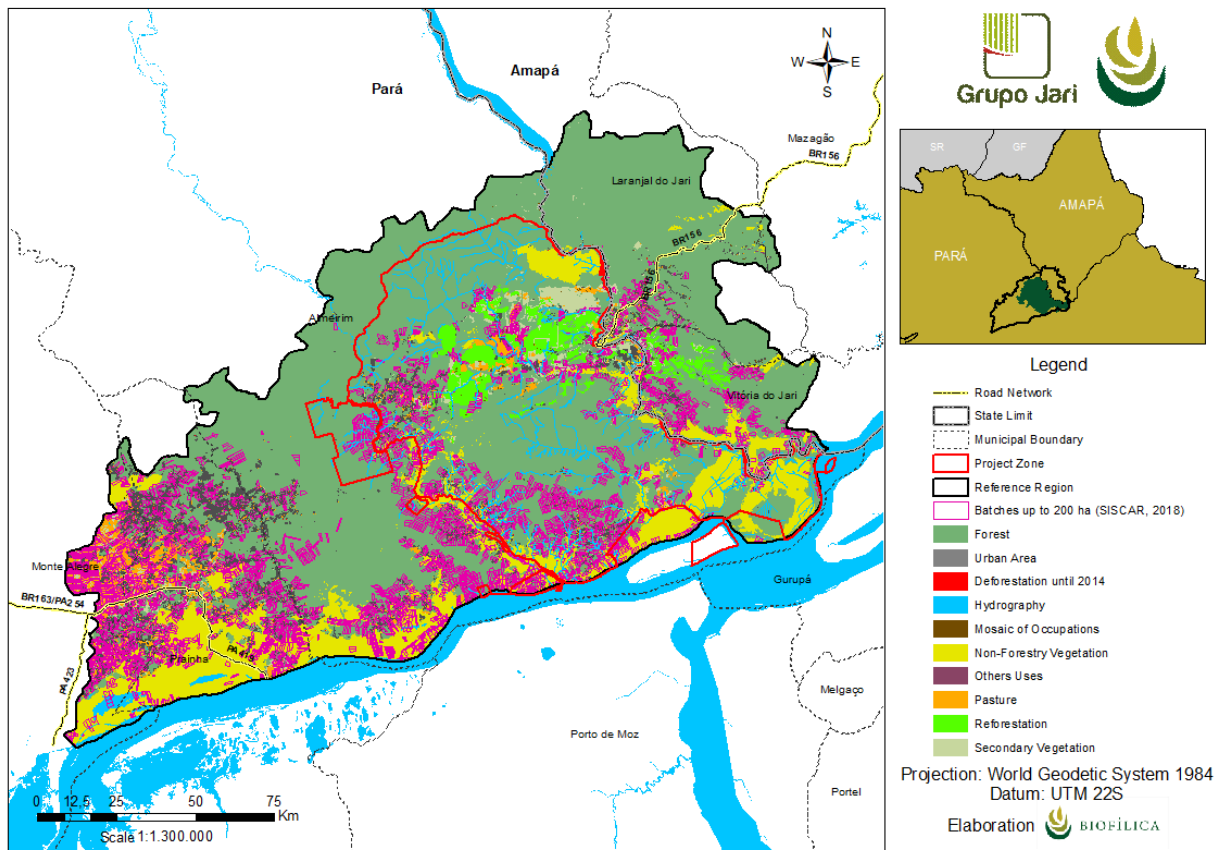 N
W E
S
Amapá
Pará
Mazagão
BR156
Laranjal do Jari
BR156
BR156
Almeirim
Vitória do Jari
Monte Alegre
BR163/PA254
Prainha
PA423
Gurupá
Melgaço
Porto de Moz
Portel
0 12,5 25 50 75
Km
Scale 1:1.300.000
Grupo Jari
SR
GF
AMAPÁ
PARÁ
Legend
Road Network
State Limit
Municipal Boundary
Project Zone
Reference Region
Batches up to 200 ha (SISCAR, 2018)
Forest
Urban Area
Deforestation until 2014
Hydrography
Mosaic of Occupations
Non-Forestry Vegetation
Others Uses
Pasture
Reforestation
Secondary Vegetation
Projection: World Geodetic System 1984
Datum: UTM 22S
Elaboration BIOFÍLICA